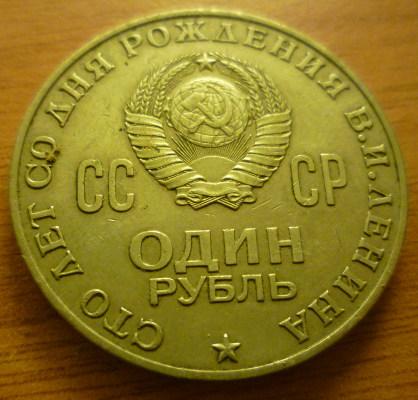 СТО ЛЕТ СО ДНЯ РОЖДЕНИЯ В.И.ЛЕНИНА
СС СР
ОДИН
РУБЛЬ